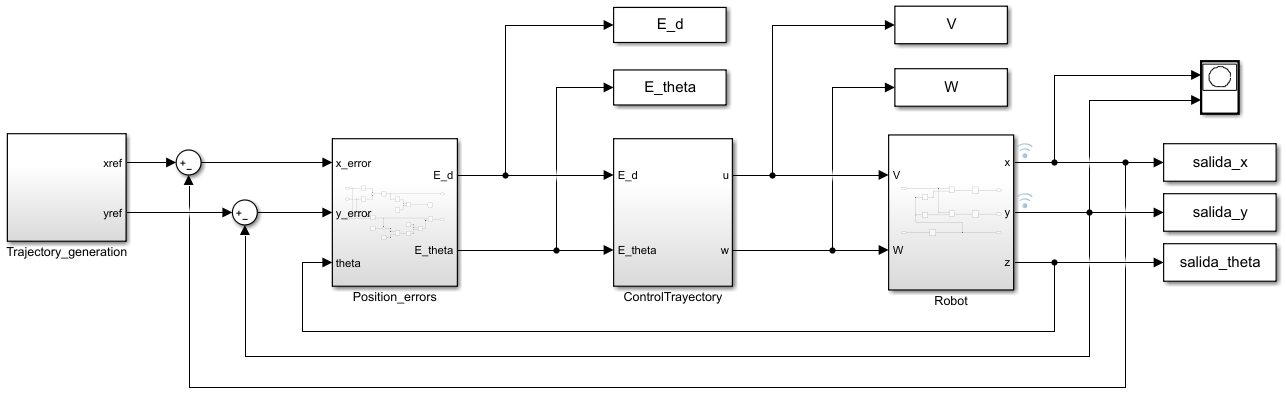 E_d
V
E_theta
W
xref
yref
Trajectory_generation
+
-
+
-
x_error
y_error
theta
E_d
E_theta
Position_errors
E_d
E_theta
u
w
ControlTrayectory
V
W
x
y
z
Robot
salida_x
salida_y
salida_theta